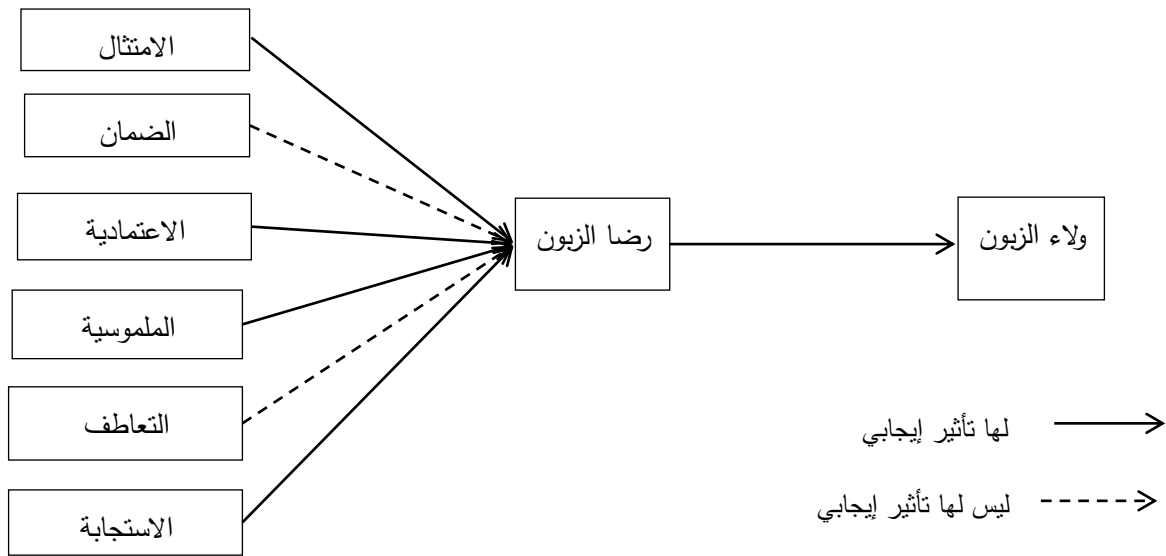 الامتثال
الضمان
الاعتمادية
الملموسية
التعاطف
الاستجابة
رضا الزبون
ولاء الزبون
لها تأثير إيجابي
ليس لها تأثير إيجابي